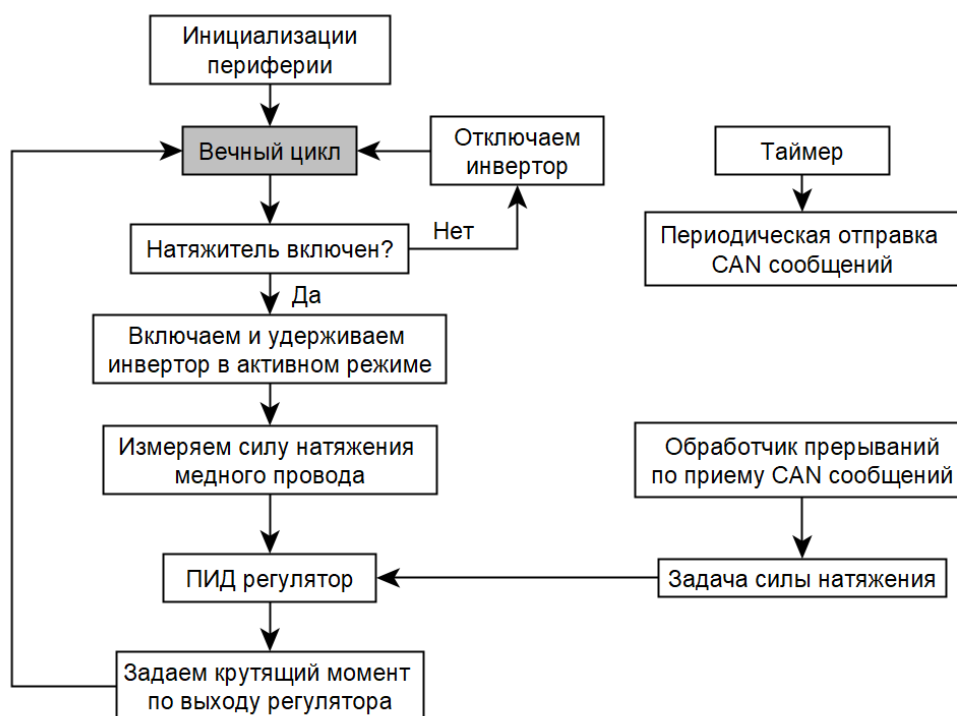 Инициализации
периферии
Вечный цикл
Отключаем
инвертор
Таймер
Натяжитель включен?
Нет
Периодическая отправка
CAN сообщений
Да
Включаем и удерживаем
инвертор в активном режиме
Измеряем силу натяжения
медного провода
Обработчик прерываний
по приему CAN сообщений
ПИД регулятор
Задача силы натяжения
Задаем крутящий момент
по выходу регулятора